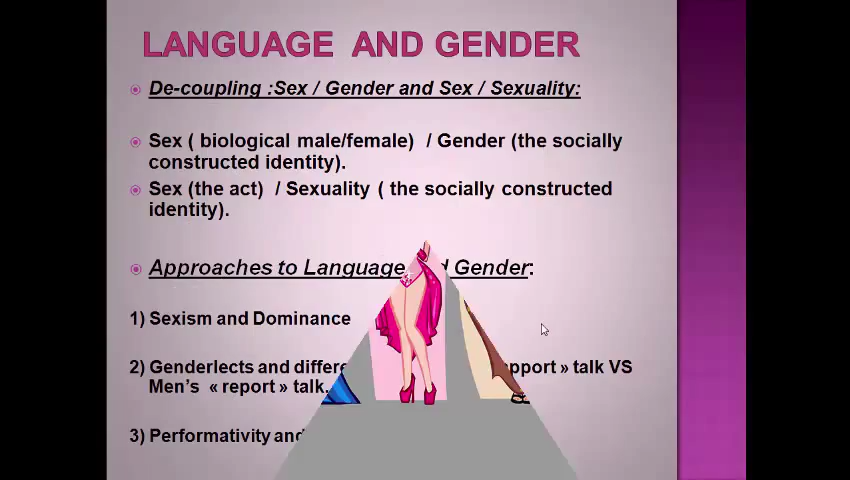 LANGUAGE AND GENDER
De-coupling :Sex / Gender and Sex / Sexuality:
Sex ( biological male/female) / Gender (the socially
constructed identity).
Sex (the act) / Sexuality ( the socially constructed
identity).
Approaches to Language Gender:
1) Sexism and Dominance
2) Genderlects and talk VS
Men's « report » talk.
3) Performativity